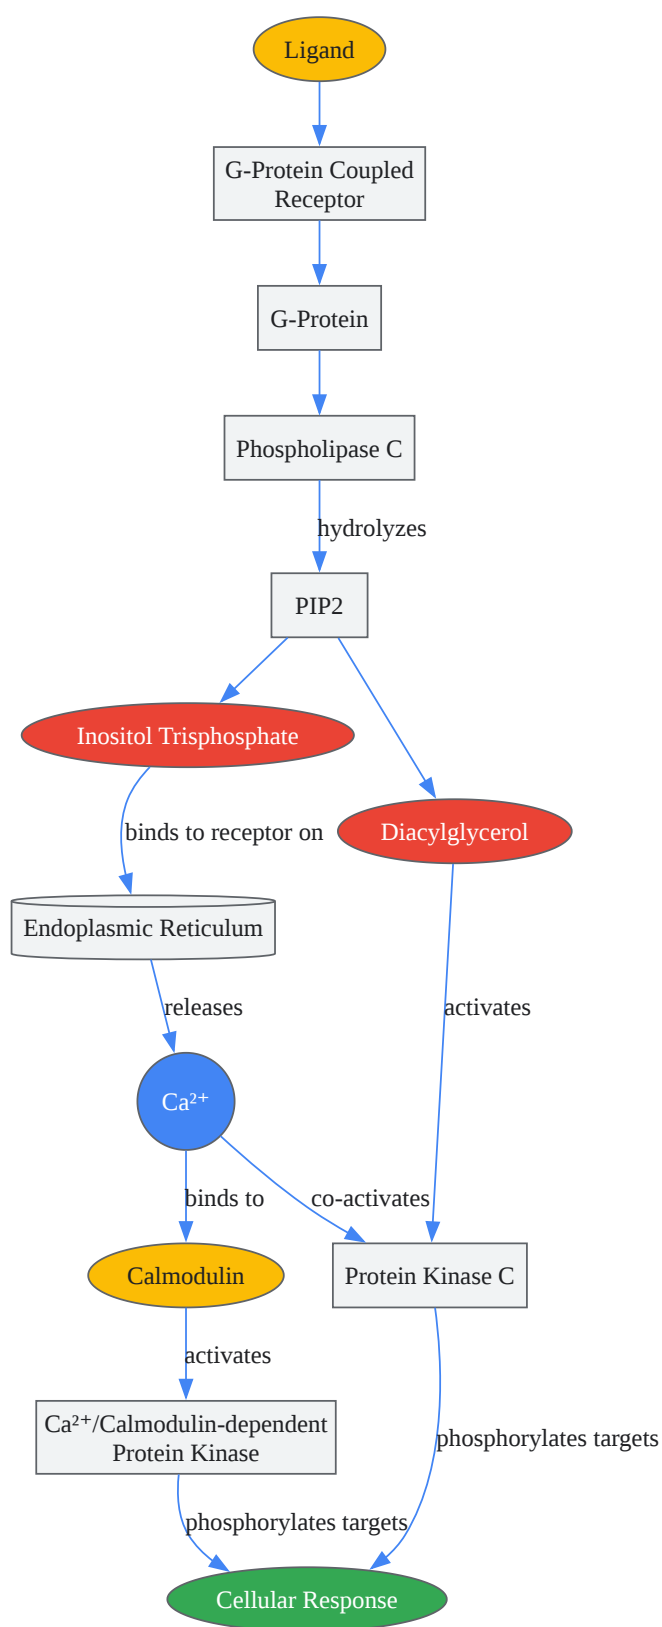 Ligand
G-Protein Coupled
Receptor
G-Protein
Phospholipase C
hydrolyzes
PIP2
Inositol Trisphosphate
binds to receptor on
Diacylglycerol
Endoplasmic Reticulum
releases
activates
Ca²⁺
binds to
co-activates
Calmodulin
Protein Kinase C
activates
Ca²⁺/Calmodulin-dependent
Protein Kinase
phosphorylates targets
phosphorylates targets
Cellular Response